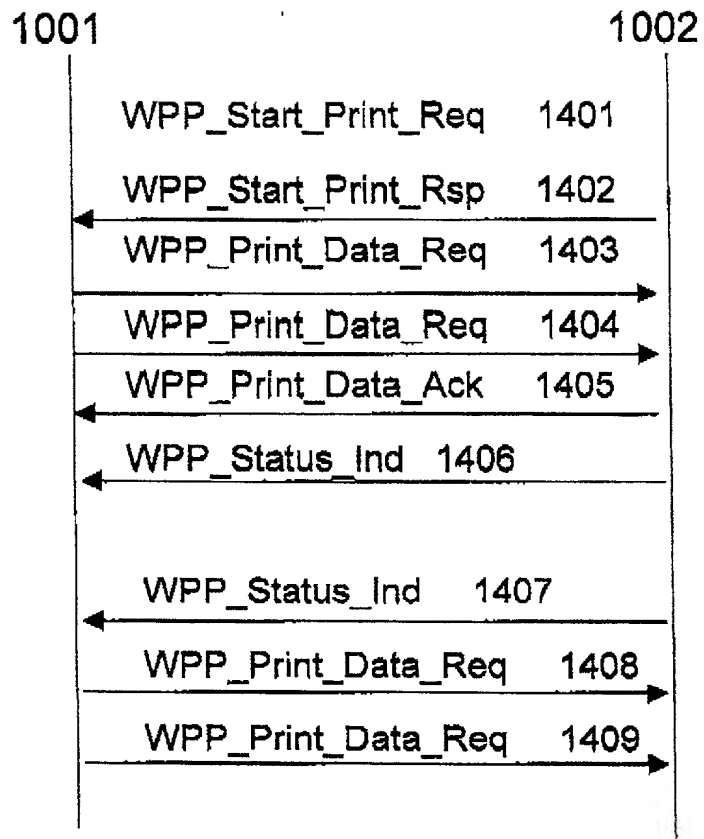 1001 1002
WPP_Start_Print_Req 1401
WPP_Start_Print_Rsp 1402
WPP_Print_Data_Req 1403
WPP_Print_Data_Req 1404
WPP_Print_Data_Ack 1405
WPP_Status_Ind 1406
WPP_Status_Ind 1407
WPP_Print_Data_Req 1408
WPP_Print_Data_Req 1409